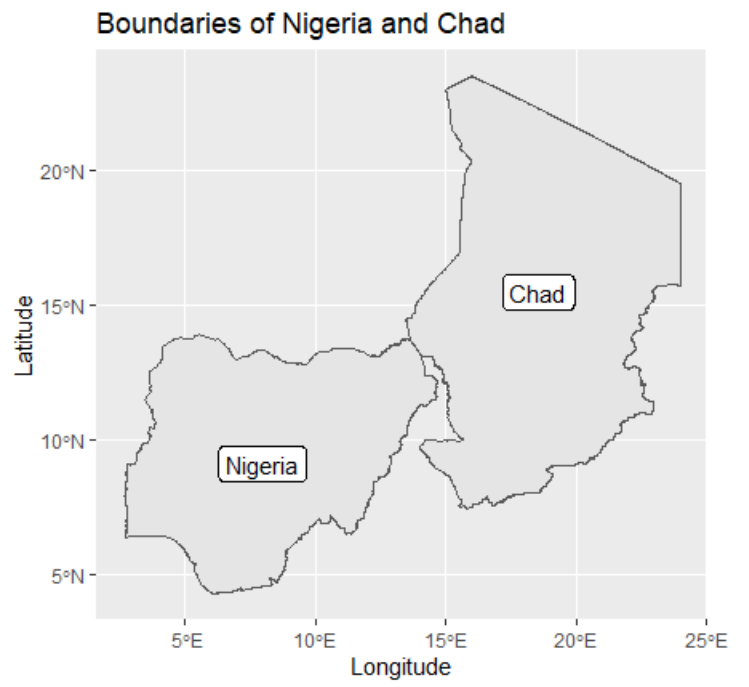 Boundaries of Nigeria and Chad
20°N
15°N
10°N
5°N
Latitude
Chad
Nigeria
5°E
10°E
15°E
20°E
25°E
Longitude